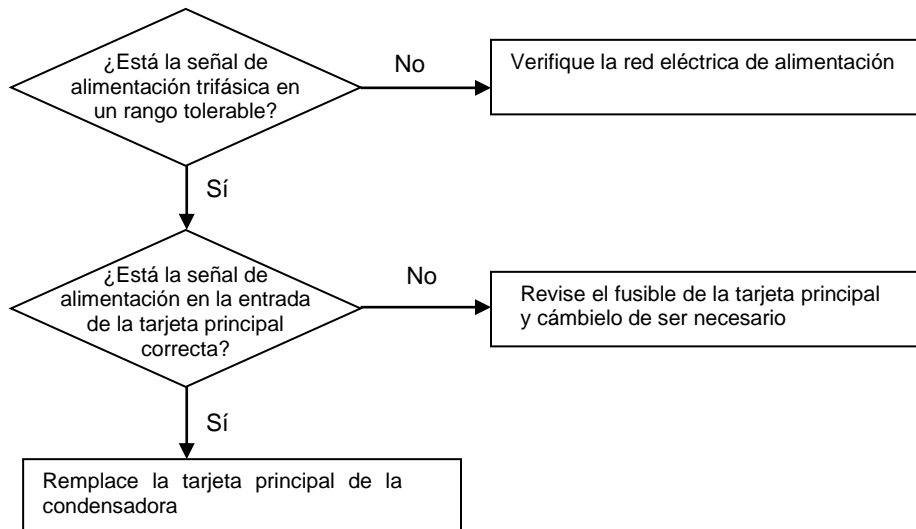 ¿Está la señal de
alimentación trifásica en
un rango tolerable?
No
Verifique la red eléctrica de alimentación
Sí
¿Está la señal de
alimentación en la entrada
de la tarjeta principal
correcta?
No
Revise el fusible de la tarjeta principal
y cámbielo de ser necesario
Sí
Remplace la tarjeta principal de la
condensadora